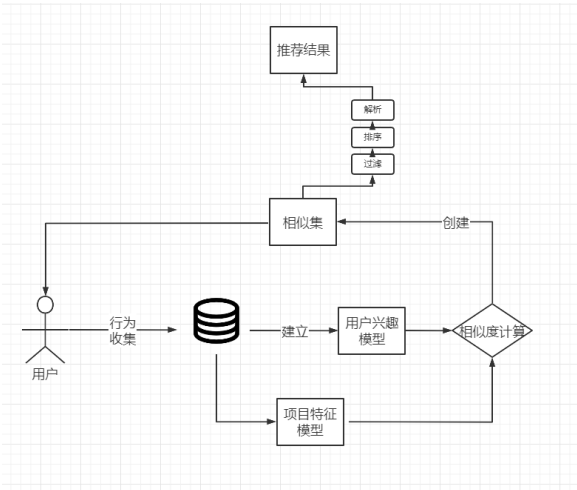 推荐结果
解析
排序
过滤
相似集
创建
行为
收集
建立
用户兴趣
模型
相似度计算
用户
项目特征
模型